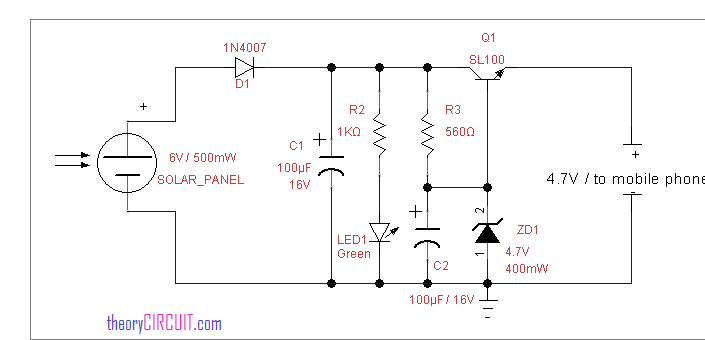 Q1
SL100
1N4007
D1
+
6V / 500mW
SOLAR_PANEL
+
C1
100µF
16V
R2
1KΩ
R3
560Ω
LED1
Green
+
C2
100µF / 16V
2
1
ZD1
4.7V
400mW
+
4.7V / to mobile phone
-
theoryCIRCUIT.com